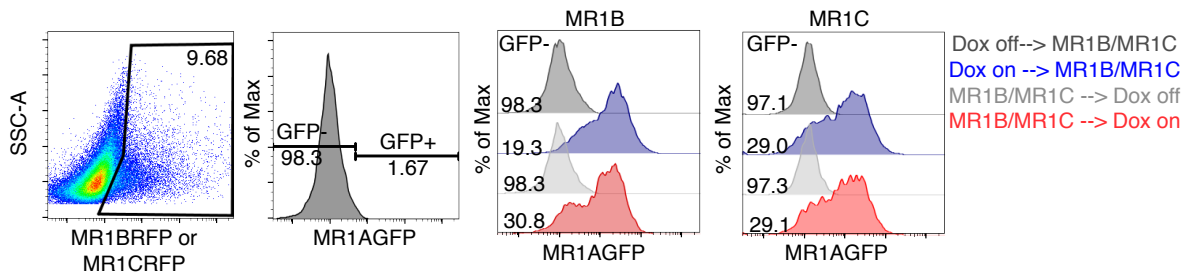 SSC-A
9.68
MR1BRFP or
MR1CRFP
% of Max
GFP-
98.3
GFP+
1.67
MR1AGFP
MR1B
% of Max
GFP-
98.3
19.3
98.3
30.8
MR1AGFP
MR1C
% of Max
GFP-
97.1
29.0
97.3
29.1
MR1AGFP
Dox off--> MR1B/MR1C
Dox on --> MR1B/MR1C
MR1B/MR1C --> Dox off
MR1B/MR1C --> Dox on